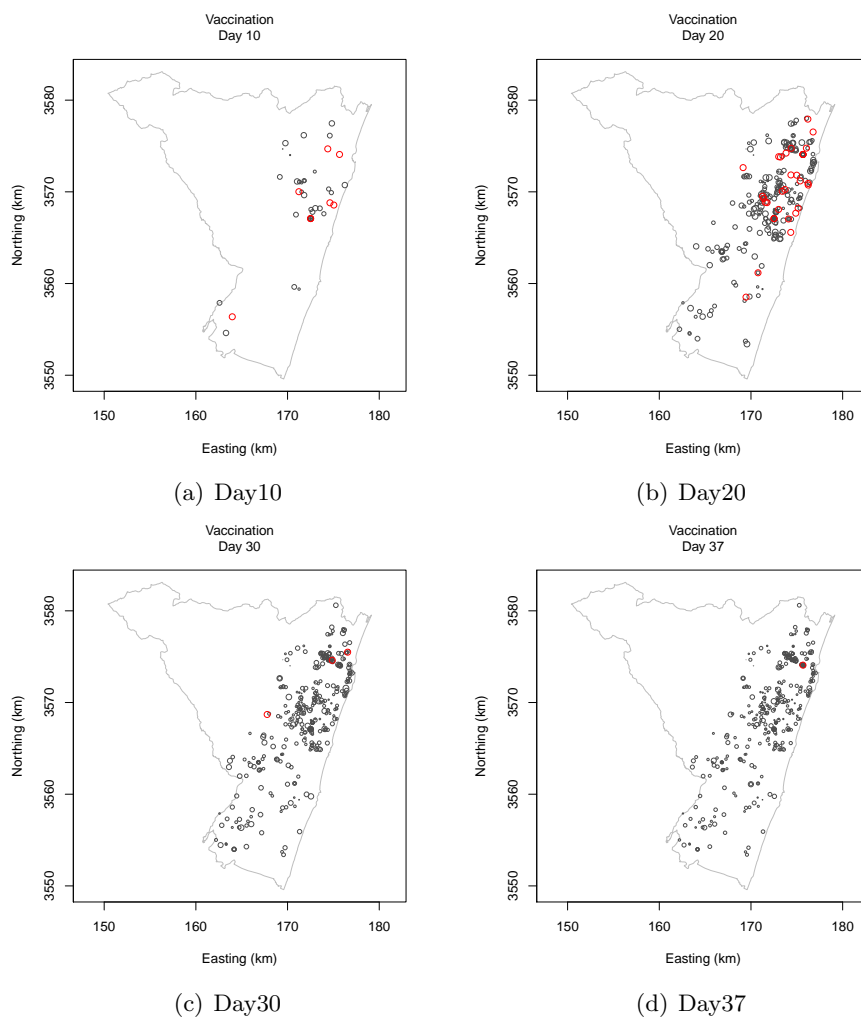 Vaccination
Day 10
3580
3570
3560
3550
Northing (km)
150 160 170 180
Easting (km)
(a) Day10
Vaccination
Day 20
3580
3570
3560
3550
Northing (km)
150 160 170 180
Easting (km)
(b) Day20
Vaccination
Day 30
3580
3570
3560
3550
Northing (km)
150 160 170 180
Easting (km)
(c) Day30
Vaccination
Day 37
3580
3570
3560
3550
Northing (km)
150 160 170 180
Easting (km)
(d) Day37